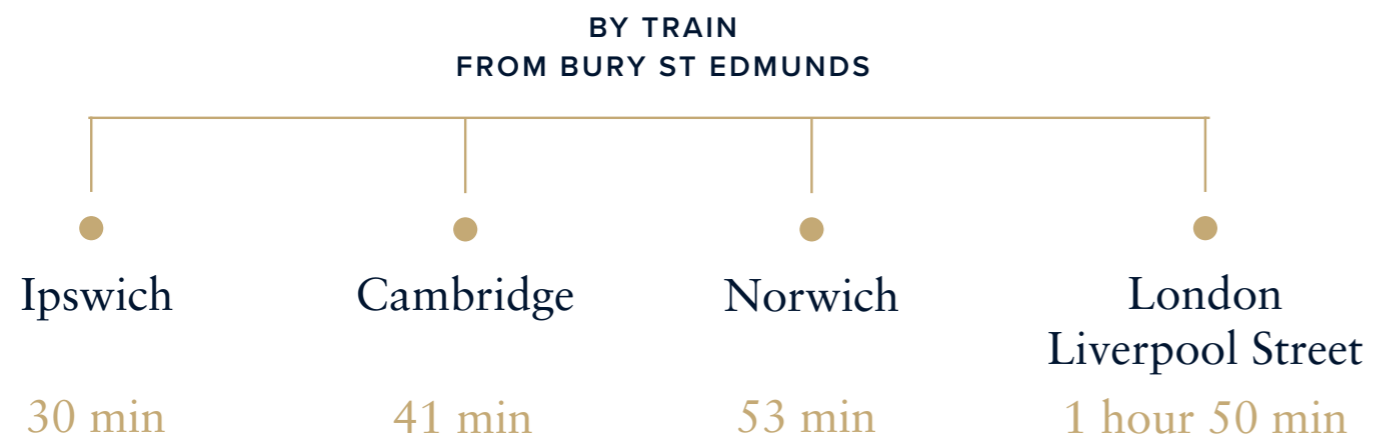 BY TRAIN
FROM BURY ST EDMUNDS
Ipswich
30 min
Cambridge
41 min
Norwich
53 min
London
Liverpool Street
1 hour 50 min